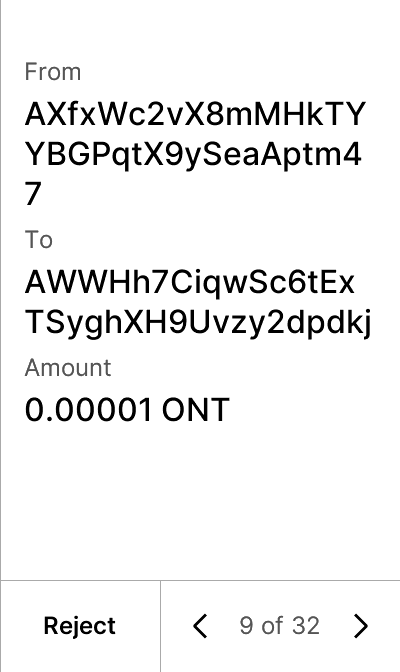 From
AXfxWc2vX8mMHkTY
YBGPqtX9ySeaAptm4
7
To
AWWHh7CiqwSc6tEx
TSyghXH9Uvzy2dpdkj
Amount
0.00001 ONT
Reject
9 of 32